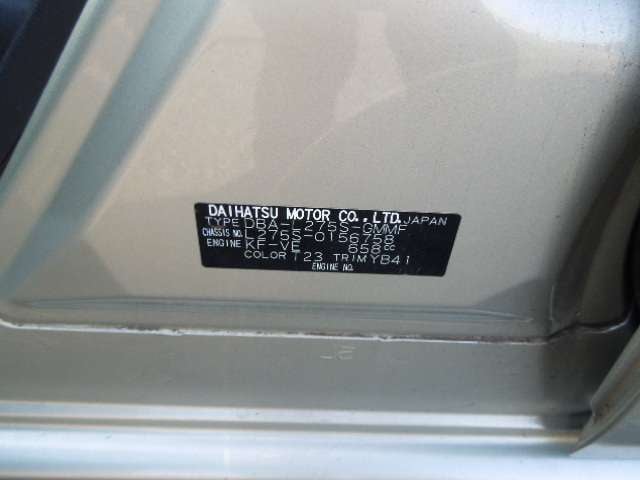 DAIHATSU MOTOR CO., LTD. JAPAN
TYPE DBA-L275S-GMMF
CHASSIS NO. L275S-0156768
ENGINE KF-VE 658cc
COLOR T23 TRIM YB41
ENGINE NO.